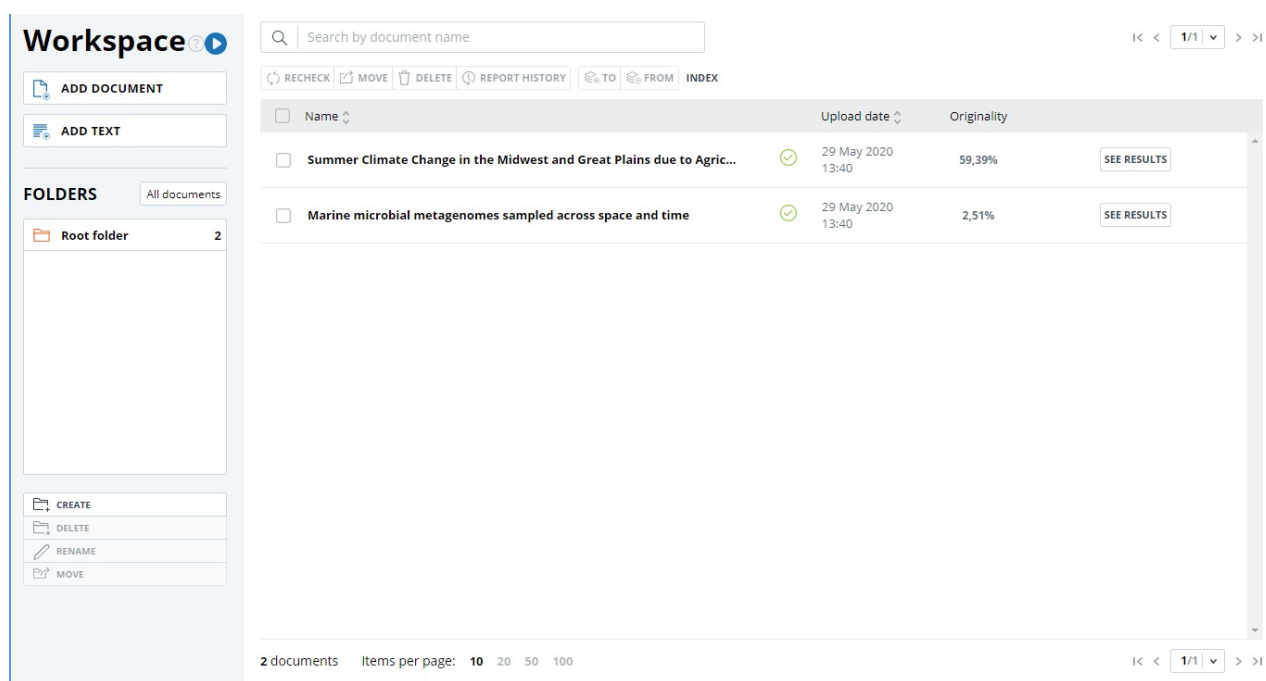 Workspace ?
ADD DOCUMENT
ADD TEXT
FOLDERS All documents
Root folder 2
CREATE
DELETE
RENAME
MOVE
Search by document name
1/1
RECHECK MOVE DELETE REPORT HISTORY TO FROM INDEX
Name Upload date Originality
Summer Climate Change in the Midwest and Great Plains due to Agric... 29 May 2020 59,39% SEE RESULTS
13:40
Marine microbial metagenomes sampled across space and time 29 May 2020 2,51% SEE RESULTS
13:40
2 documents Items per page: 10 20 50 100 1/1